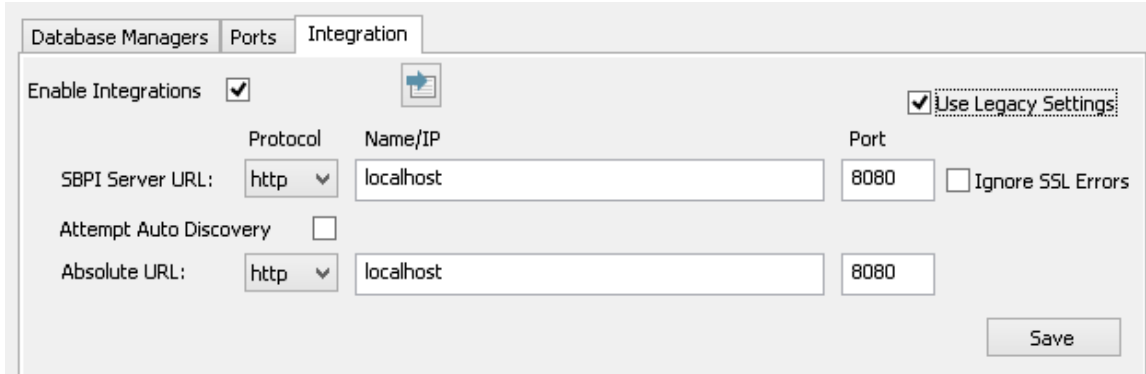 Database Managers Ports Integration
Enable Integrations
Use Legacy Settings
Protocol Name/IP Port
SBPI Server URL: http localhost 8080 Ignore SSL Errors
Attempt Auto Discovery
Absolute URL: http localhost 8080
Save